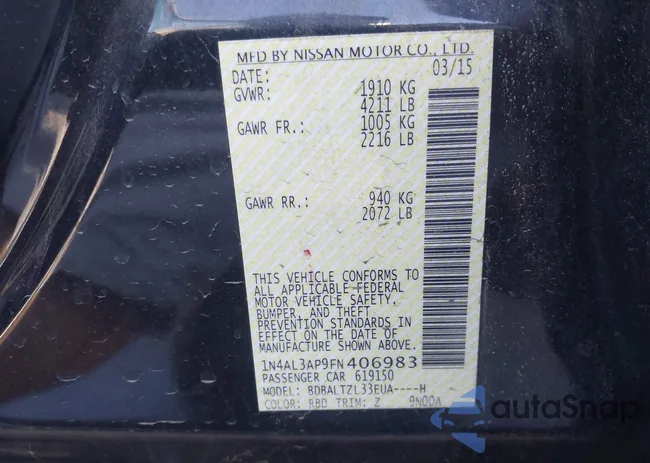 MFD BY NISSAN MOTOR CO., LTD.
DATE: 03/15
GVWR: 1910 KG
4211 LB
GAWR FR.: 1005 KG
2216 LB
GAWR RR.: 940 KG
2072 LB
THIS VEHICLE CONFORMS TO
ALL APPLICABLE FEDERAL
MOTOR VEHICLE SAFETY,
BUMPER, AND THEFT
PREVENTION STANDARDS IN
EFFECT ON THE DATE OF
MANUFACTURE SHOWN ABOVE.
1N4AL3AP9FN406983
PASSENGER CAR 619150
MODEL: BDBALTZL33EUA----H
COLOR: RBD TRIM: Z 9N00A
autoSnap